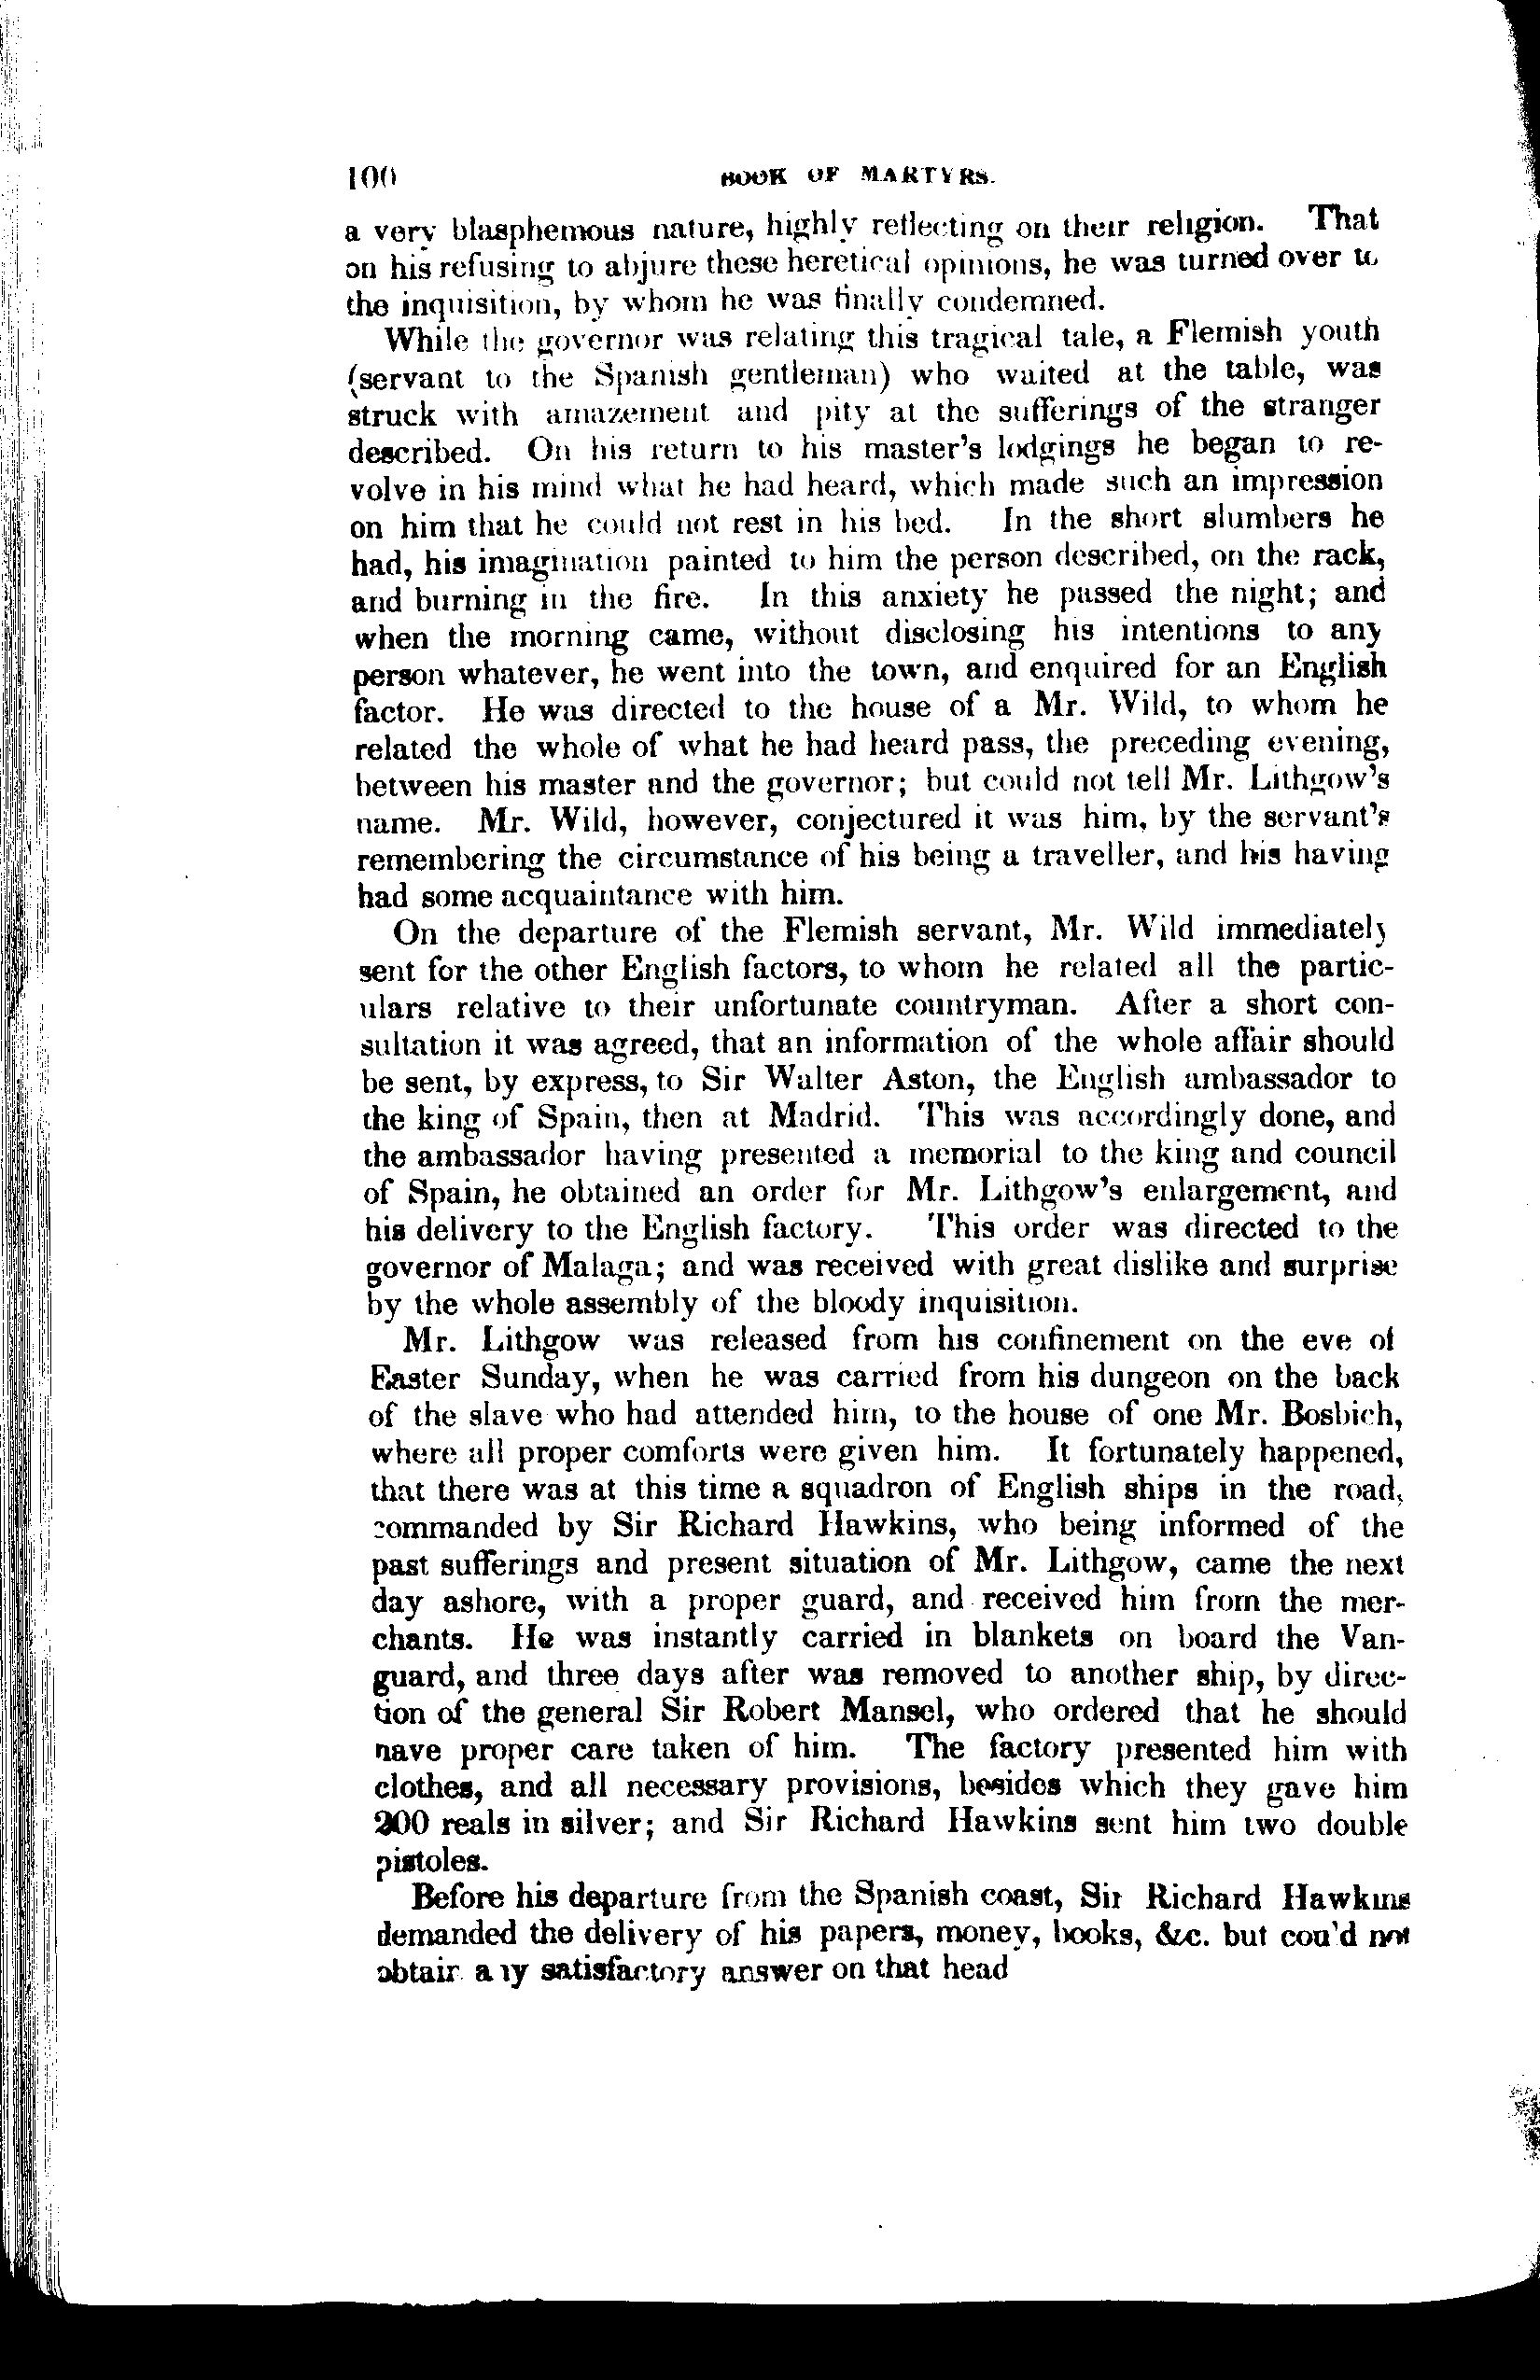 100 BOOK OF MARTYRS.
a very blasphemous nature, highly reflecting on their religion. That
on his refusing to abjure these heretical opinions, he was turned over to
the inquisition, by whom he was finally condemned.
While the governor was relating this tragical tale, a Flemish youth
(servant to the Spanish gentleman) who waited at the table, was
struck with amazement and pity at the sufferings of the stranger
described. On his return to his master's lodgings he began to re-
volve in his mind what he had heard, which made such an impression
on him that he could not rest in his bed. In the short slumbers he
had, his imagination painted to him the person described, on the rack,
and burning in the fire. In this anxiety he passed the night; and
when the morning came, without disclosing his intentions to any
person whatever, he went into the town, and enquired for an English
factor. He was directed to the house of a Mr. Wild, to whom he
related the whole of what he had heard pass, the preceding evening,
between his master and the governor; but could not tell Mr. Lithgow's
name. Mr. Wild, however, conjectured it was him, by the servant's
remembering the circumstance of his being a traveller, and his having
had some acquaintance with him.
On the departure of the Flemish servant, Mr. Wild immediately
sent for the other English factors, to whom he related all the partic-
ulars relative to their unfortunate countryman. After a short con-
sultation it was agreed, that an information of the whole affair should
be sent, by express, to Sir Walter Aston, the English ambassador to
the king of Spain, then at Madrid. This was accordingly done, and
the ambassador having presented a memorial to the king and council
of Spain, he obtained an order for Mr. Lithgow's enlargement, and
his delivery to the English factory. This order was directed to the
governor of Malaga; and was received with great dislike and surprise
by the whole assembly of the bloody inquisition.
Mr. Lithgow was released from his confinement on the eve of
Easter Sunday, when he was carried from his dungeon on the back
of the slave who had attended him, to the house of one Mr. Bosbich,
where all proper comforts were given him. It fortunately happened,
that there was at this time a squadron of English ships in the road,
commanded by Sir Richard Hawkins, who being informed of the
past sufferings and present situation of Mr. Lithgow, came the next
day ashore, with a proper guard, and received him from the mer-
chants. He was instantly carried in blankets on board the Van-
guard, and three days after was removed to another ship, by direc-
tion of the general Sir Robert Mansel, who ordered that he should
have proper care taken of him. The factory presented him with
clothes, and all necessary provisions, besides which they gave him
200 reals in silver; and Sir Richard Hawkins sent him two double
pistoles.
Before his departure from the Spanish coast, Sir Richard Hawkins
demanded the delivery of his papers, money, books, &c. but cou'd not
obtain any satisfactory answer on that head